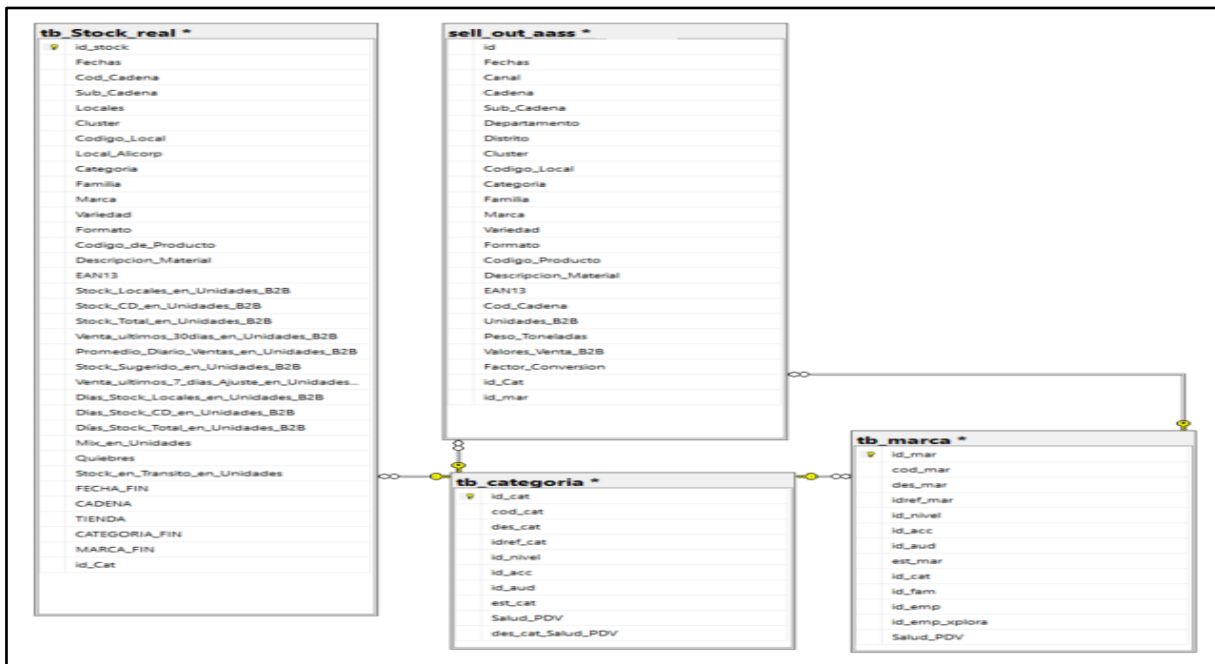 tb_Stock_real *
id_stock
Fechas
Cod_Cadena
Sub_Cadena
Locales
Cluster
Codigo_Local
Local_Alicorp
Categoria
Familia
Marca
Variedad
Formato
Codigo_de_Producto
Descripcion_Material
EAN13
Stock_Locales_en_Unidades_B2B
Stock_CD_en_Unidades_B2B
Stock_Total_en_Unidades_B2B
Venta_ultimos_30dias_en_Unidades_B2B
Promedio_Diario_Ventas_en_Unidades_B2B
Stock_Sugerido_en_Unidades_B2B
Venta_ultimos_7_dias_Ajuste_en_Unidades...
Dias_Stock_Locales_en_Unidades_B2B
Dias_Stock_CD_en_Unidades_B2B
Días_Stock_Total_en_Unidades_B2B
Mix_en_Unidades
Quiebres
Stock_en_Transito_en_Unidades
FECHA_FIN
CADENA
TIENDA
CATEGORIA_FIN
MARCA_FIN
id_Cat
sell_out_aass *
id
Fechas
Canal
Cadena
Sub_Cadena
Departamento
Distrito
Cluster
Codigo_Local
Categoria
Familia
Marca
Variedad
Formato
Codigo_Producto
Descripcion_Material
EAN13
Cod_Cadena
Unidades_B2B
Peso_Toneladas
Valores_Venta_B2B
Factor_Conversion
id_Cat
id_mar
tb_categoria *
id_cat
cod_cat
des_cat
idref_cat
id_nivel
id_acc
id_aud
est_cat
Salud_PDV
des_cat_Salud_PDV
tb_marca *
id_mar
cod_mar
des_mar
idref_mar
id_nivel
id_acc
id_aud
est_mar
id_cat
id_fam
id_emp
id_emp_xplora
Salud_PDV